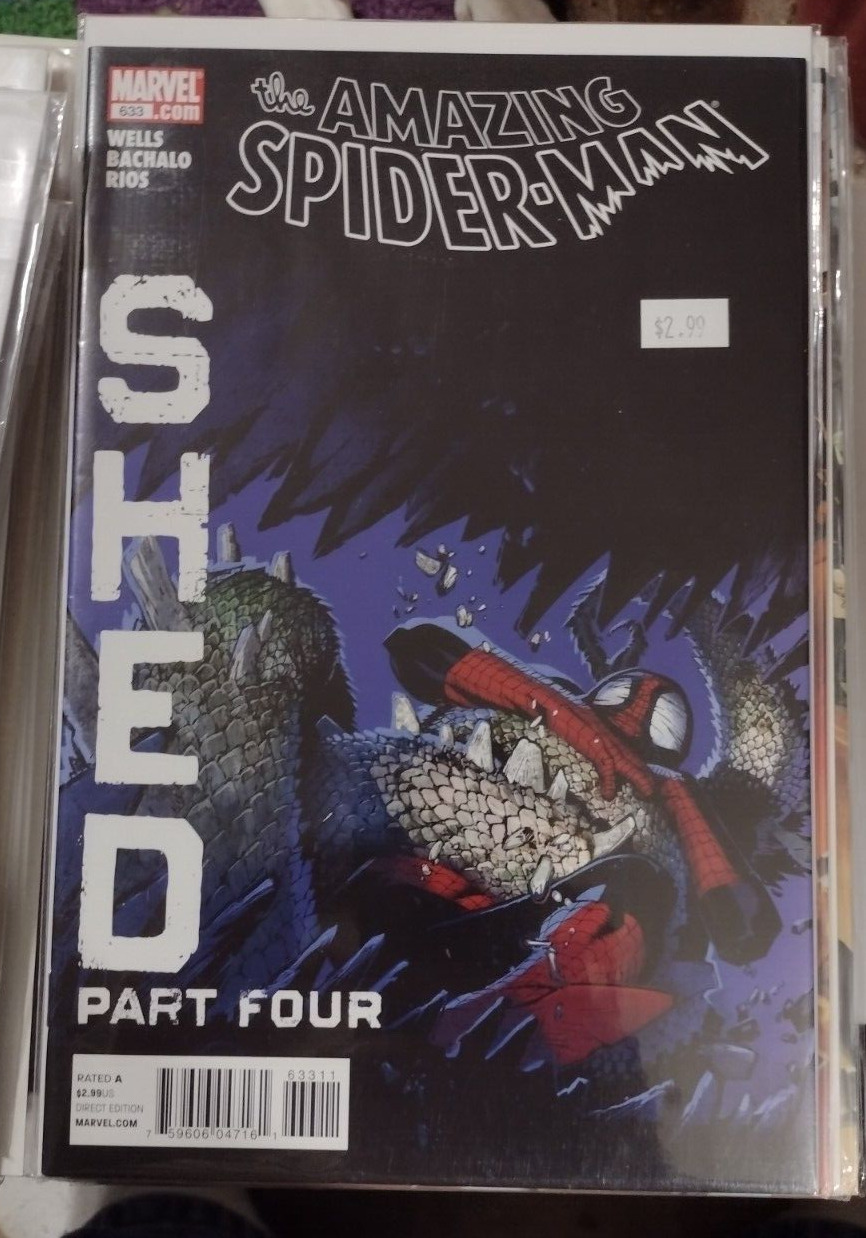 MARVEL
633 .com
WELLS
BACHALO
RIOS
the AMAZING
SPIDER-MAN
$2.99
SHED
PART FOUR
RATED A
$2.99US
DIRECT EDITION
MARVEL.COM
63311
7 59606 04716 1